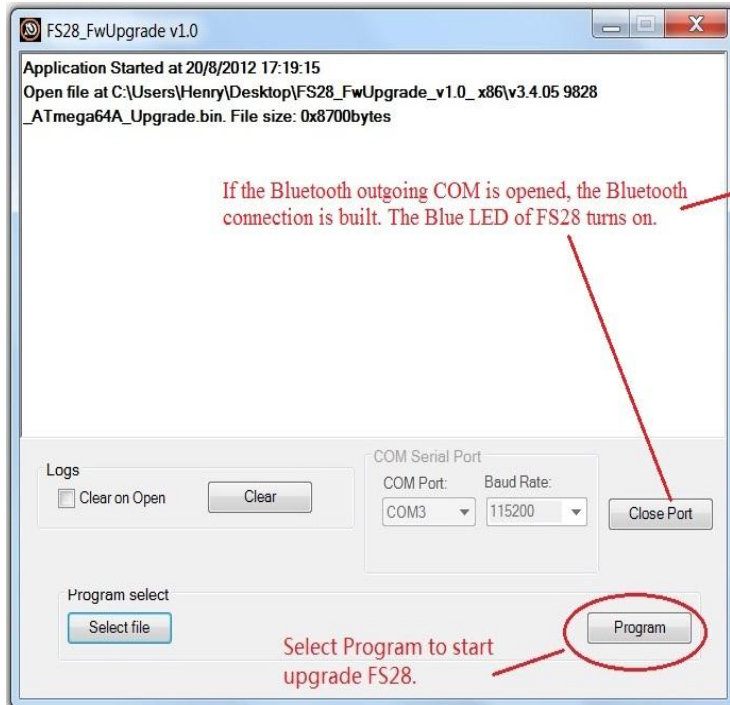 FS28_FwUpgrade v1.0
Application Started at 20/8/2012 17:19:15
Open file at C:\Users\Henry\Desktop\FS28_FwUpgrade_v1.0_ x86\v3.4.05 9828
_ATmega64A_Upgrade.bin. File size: 0x8700bytes
If the Bluetooth outgoing COM is opened, the Bluetooth
connection is built. The Blue LED of FS28 turns on.
Logs
Clear on Open
Clear
COM Serial Port
COM Port:
Baud Rate:
COM3
115200
Close Port
Program select
Select file
Program
Select Program to start
upgrade FS28.